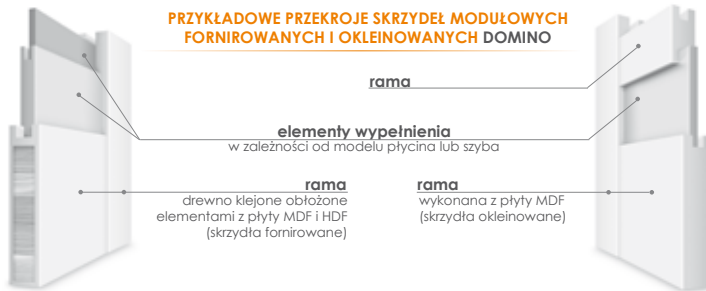 PRZYKŁADOWE PRZEKROJE SKRZYDEŁ MODUŁOWYCH
FORNIROWANYCH I OKLEINOWANYCH DOMINO
rama
elementy wypełnienia
w zależności od modelu płycina lub szyba
rama
drewno klejone obłożone
elementami z płyty MDF i HDF
(skrzydła fornirowane)
rama
wykonana z płyty MDF
(skrzydła okleinowane)